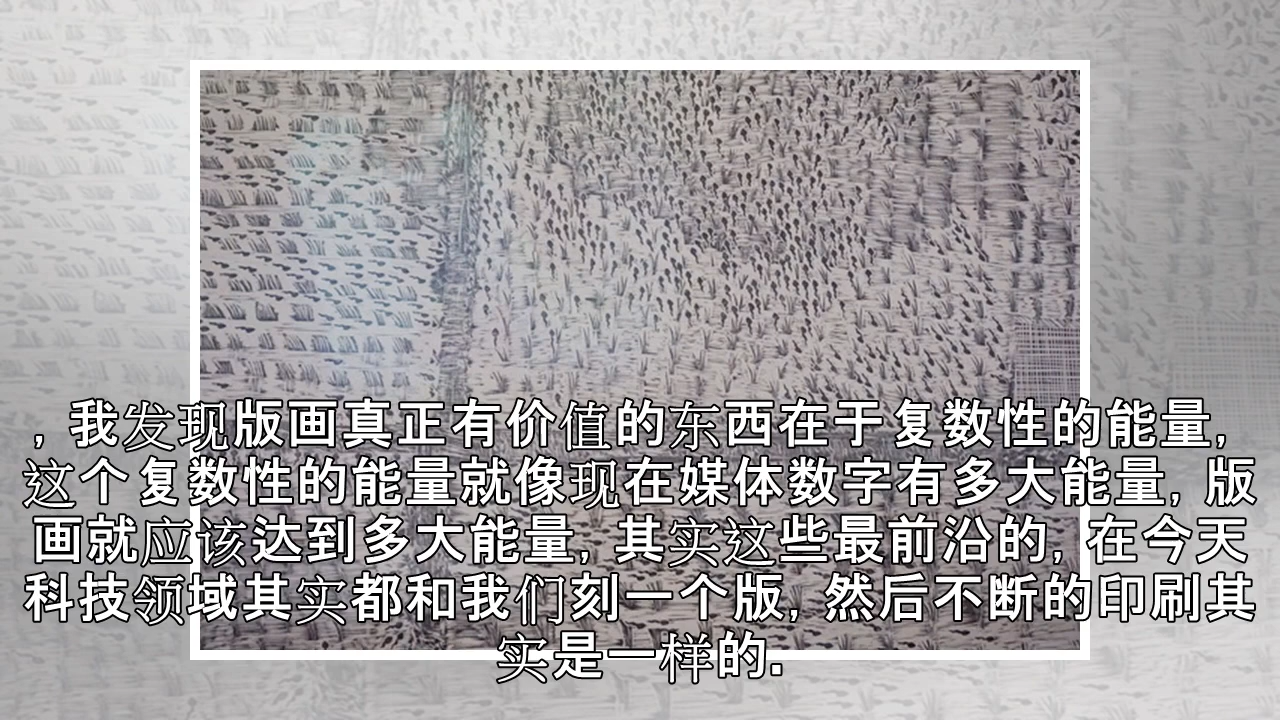 , 我发现版画真正有价值的东西在于复数性的能量,
这个复数性的能量就像现在媒体数字有多大能量, 版
画就应该达到多大能量, 其实这些最前沿的, 在今天
科技领域其实都和我们刻一个版, 然后不断的印刷其
实是一样的.